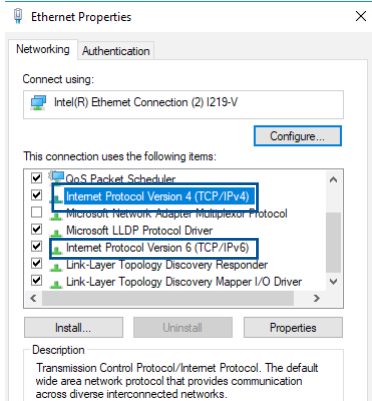 Ethernet Properties
Networking Authentication
Connect using:
Intel(R) Ethernet Connection (2) I219-V
Configure...
This connection uses the following items:
QoS Packet Scheduler
Internet Protocol Version 4 (TCP/IPv4)
Microsoft Network Adapter Multiplexor Protocol
Microsoft LLDP Protocol Driver
Internet Protocol Version 6 (TCP/IPv6)
Link-Layer Topology Discovery Responder
Link-Layer Topology Discovery Mapper I/O Driver
Install... Uninstall Properties
Description
Transmission Control Protocol/Internet Protocol. The default
wide area network protocol that provides communication
across diverse interconnected networks.